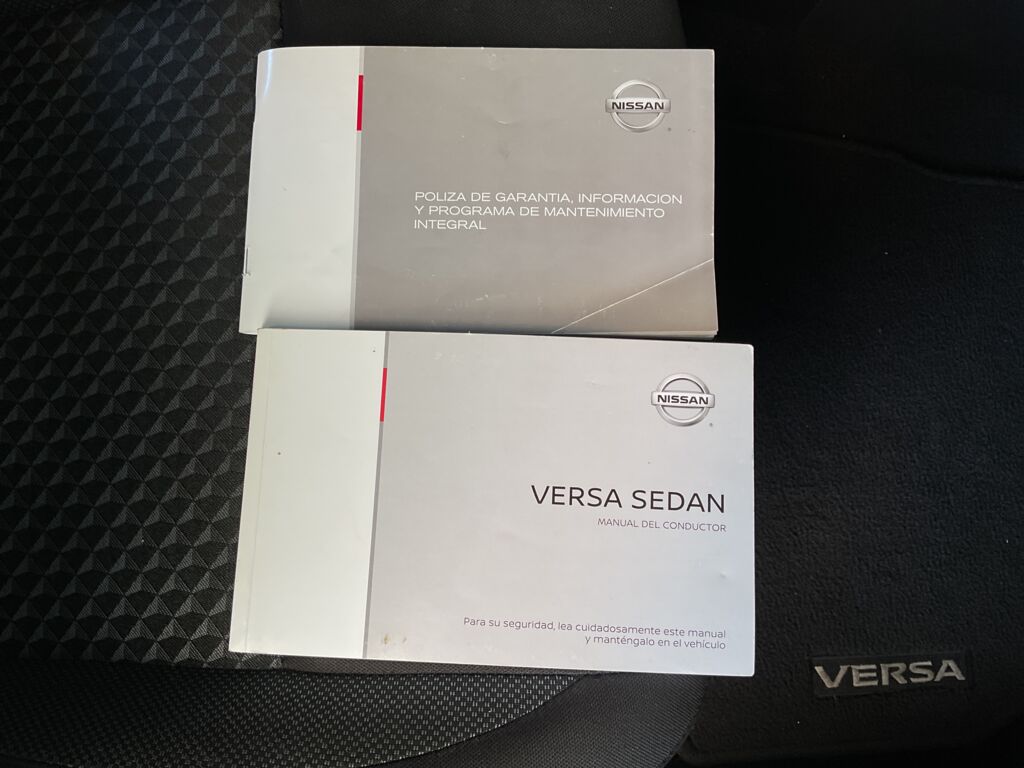 NISSAN
POLIZA DE GARANTIA, INFORMACION
Y PROGRAMA DE MANTENIMIENTO
INTEGRAL
NISSAN
VERSA SEDAN
MANUAL DEL CONDUCTOR
Para su seguridad, lea cuidadosamente este manual
y manténgalo en el vehículo
VERSA